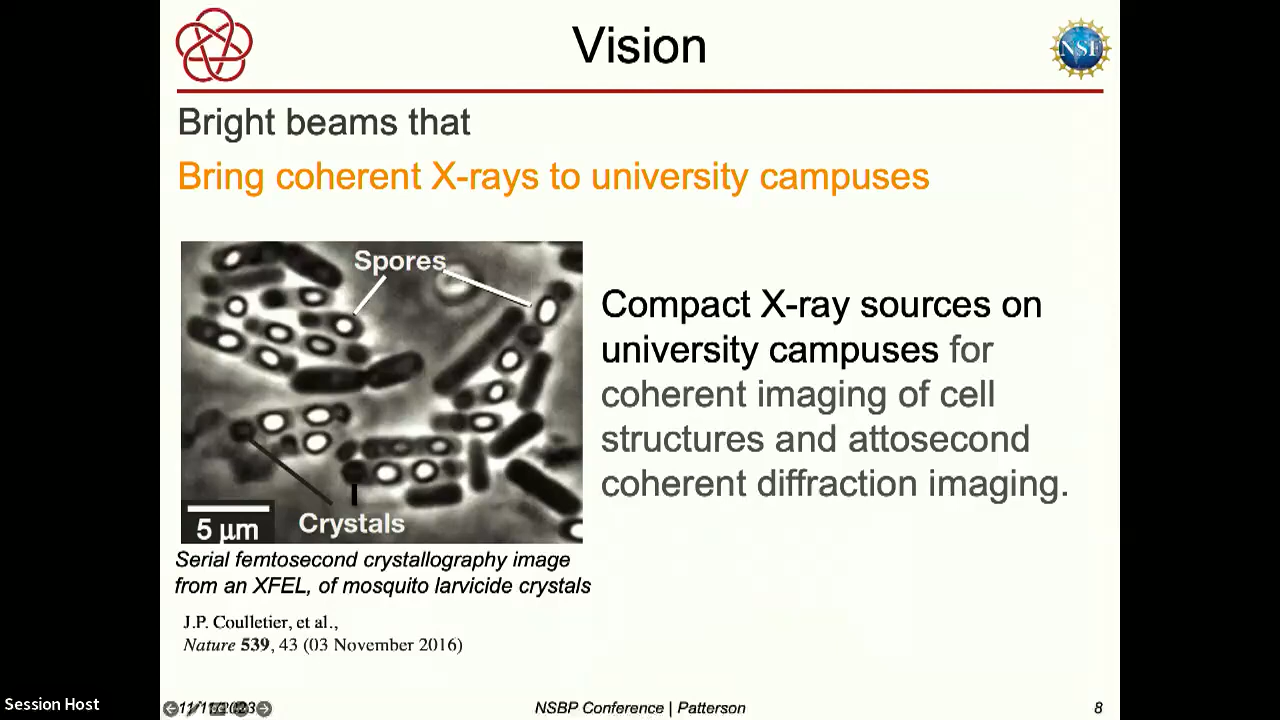 Vision
NSF
Bright beams that
Bring coherent X-rays to university campuses
Spores
Compact X-ray sources on
university campuses for
coherent imaging of cell
structures and attosecond
coherent diffraction imaging.
Crystals
5 µm
Serial femtosecond crystallography image
from an XFEL, of mosquito larvicide crystals
J.P. Coulletier, et al.,
Nature 539, 43 (03 November 2016)
Session Host
NSBP Conference | Patterson
8